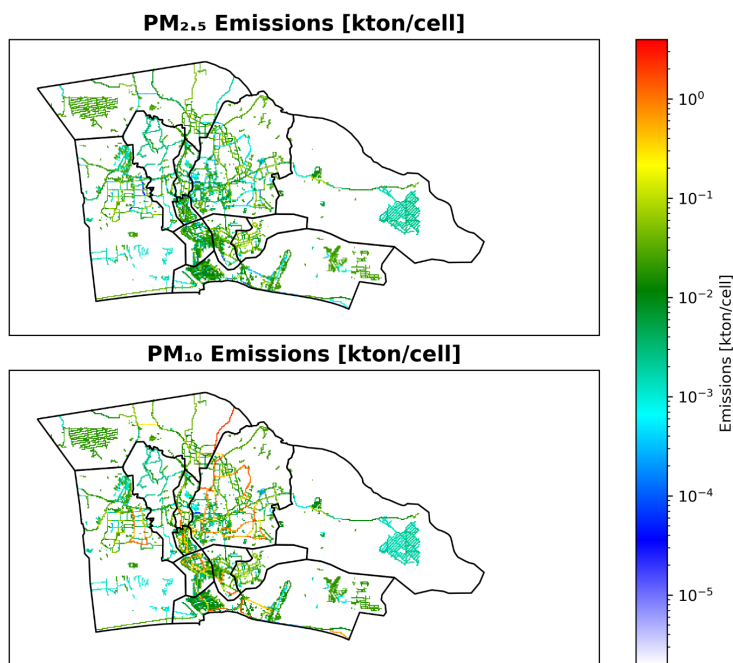 PM₂.₅ Emissions [kton/cell]
PM₁₀ Emissions [kton/cell]
10⁰
10⁻¹
10⁻²
10⁻³
10⁻⁴
10⁻⁵
Emissions [kton/cell]